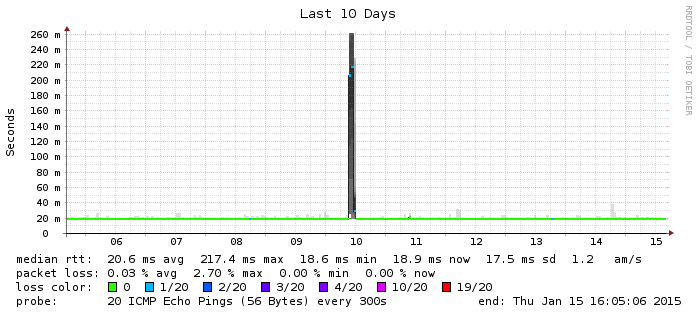 Last 10 Days
RRDTOOL / TOBI OETIKER
Seconds
260 m
240 m
220 m
200 m
180 m
160 m
140 m
120 m
100 m
80 m
60 m
40 m
20 m
0
06 07 08 09 10 11 12 13 14 15
median rtt: 20.6 ms avg 217.4 ms max 18.6 ms min 18.9 ms now 17.5 ms sd 1.2 am/s
packet loss: 0.03 % avg 2.70 % max 0.00 % min 0.00 % now
loss color: 0 1/20 2/20 3/20 4/20 10/20 19/20
probe: 20 ICMP Echo Pings (56 Bytes) every 300s end: Thu Jan 15 16:05:06 2015